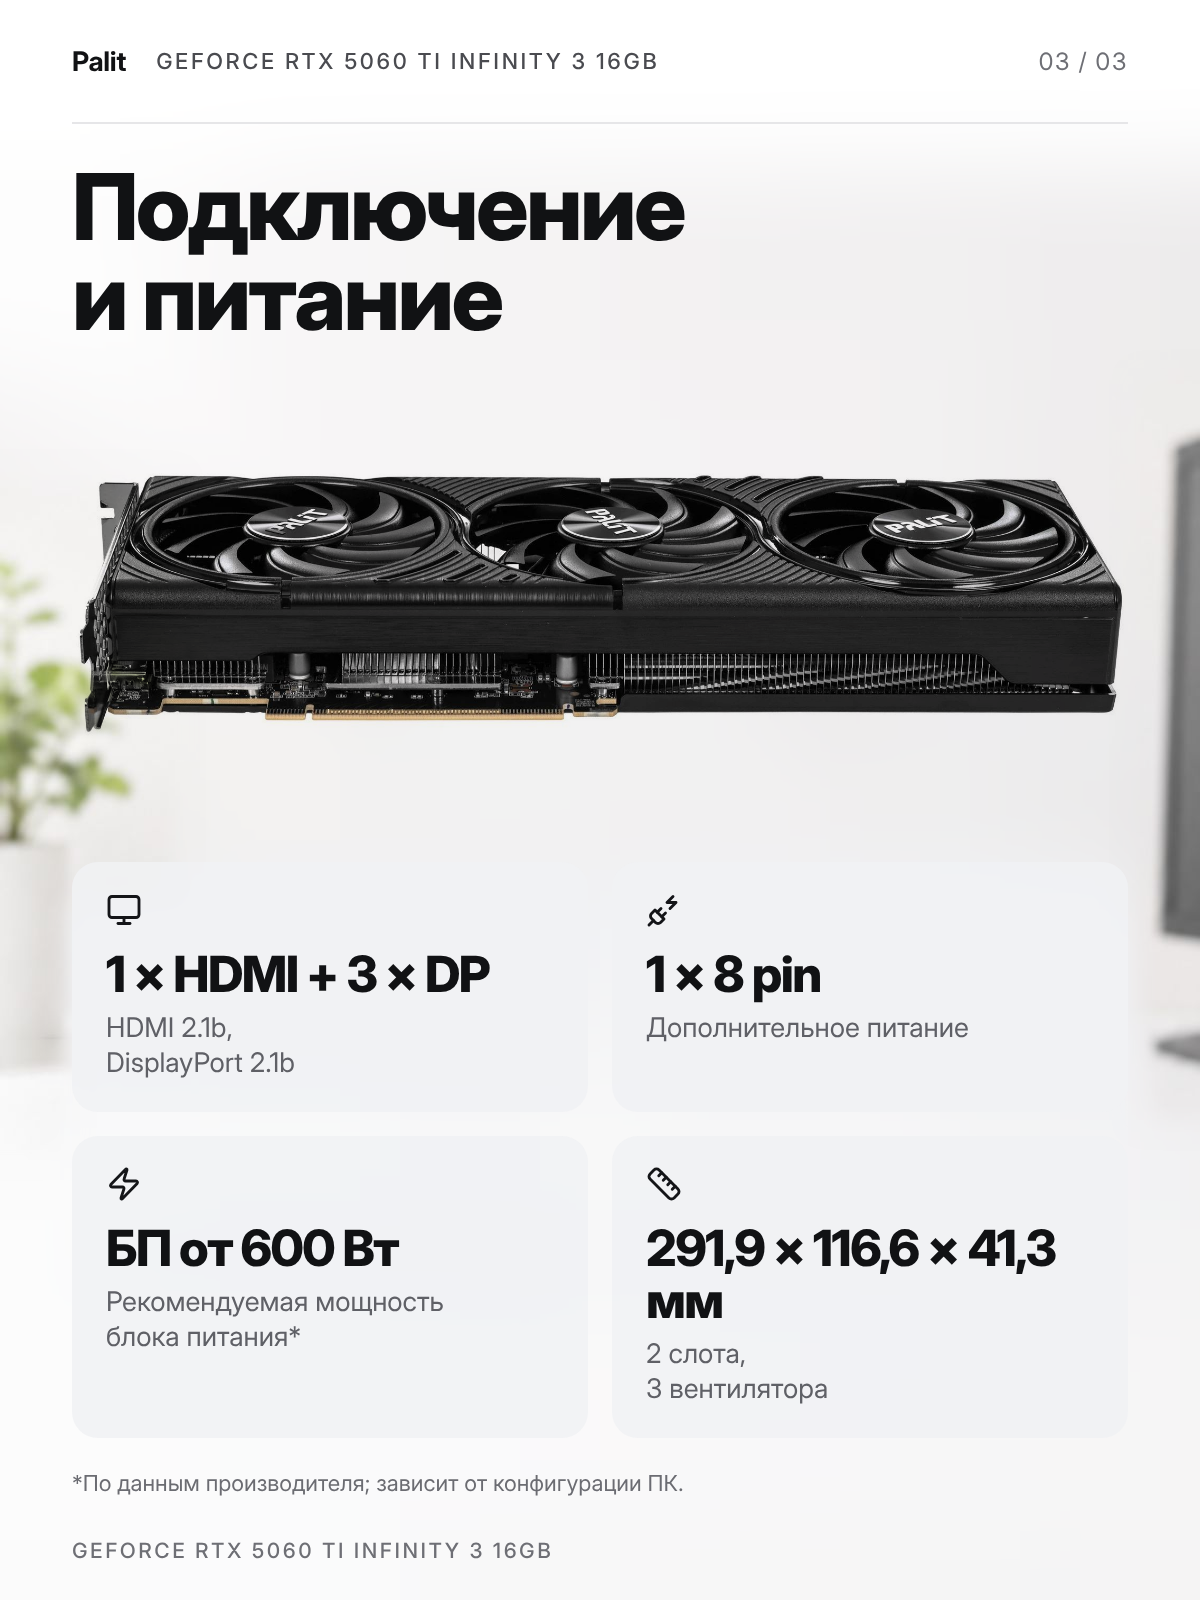 Palit GEFORCE RTX 5060 TI INFINITY 3 16GB 03 / 03
Подключение
и питание
PALIT PALIT PALIT
1 × HDMI + 3 × DP
HDMI 2.1b,
DisplayPort 2.1b
1 × 8 pin
Дополнительное питание
БП от 600 Вт
Рекомендуемая мощность
блока питания*
291,9 × 116,6 × 41,3
мм
2 слота,
3 вентилятора
*По данным производителя; зависит от конфигурации ПК.
GEFORCE RTX 5060 TI INFINITY 3 16GB